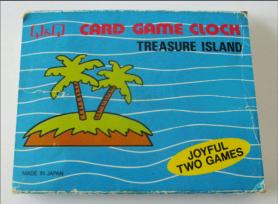 CARD GAME CLOCK
TREASURE ISLAND
JOYFUL
TWO GAMES
MADE IN JAPAN